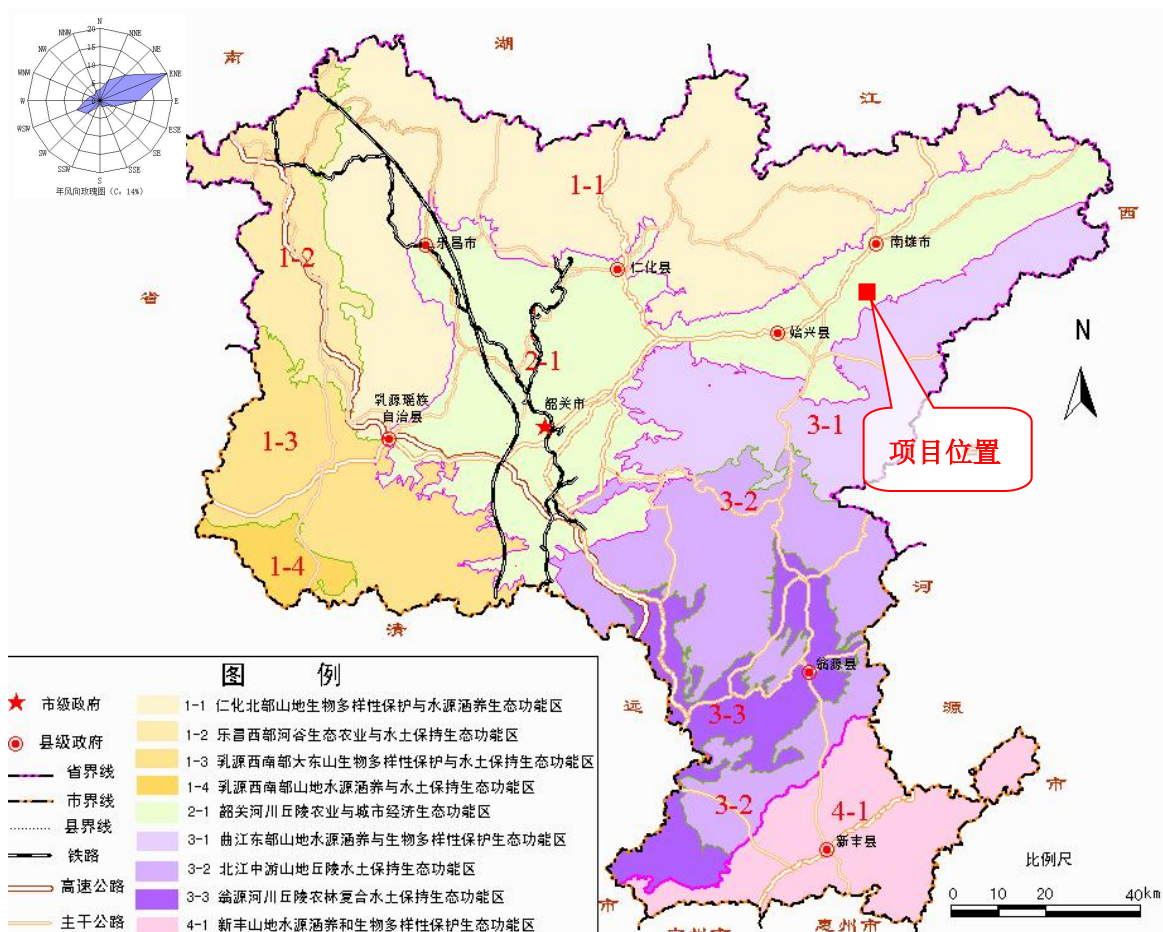 N
NNE
NE
ENE
E
ESE
SE
SSE
S
SSW
SW
WSW
W
WNW
NW
NNW
20
15
10
5
0
年风向玫瑰图 (C, 14%)
南
湖
江
西
省
1-1
1-2
乐昌市
仁化县
南雄市
始兴县
N
2-1
韶关市
乳源瑶族
自治县
1-3
1-4
3-1
项目位置
3-2
清
河
翁源县
远
源
3-3
3-2
4-1
新丰县
市
市
惠州市
比例尺
0 10 20 40km
图 例
市级政府
县级政府
省界线
市界线
县界线
铁路
高速公路
主干公路
1-1 仁化北部山地生物多样性保护与水源涵养生态功能区
1-2 乐昌西部河谷生态农业与水土保持生态功能区
1-3 乳源西南部大东山生物多样性保护与水土保持生态功能区
1-4 乳源西南部山地水源涵养与水土保持生态功能区
2-1 韶关河川丘陵农业与城市经济生态功能区
3-1 曲江东部山地水源涵养与生物多样性保护生态功能区
3-2 北江中游山地丘陵水土保持生态功能区
3-3 翁源河川丘陵农林复合水土保持生态功能区
4-1 新丰山地水源涵养和生物多样性保护生态功能区